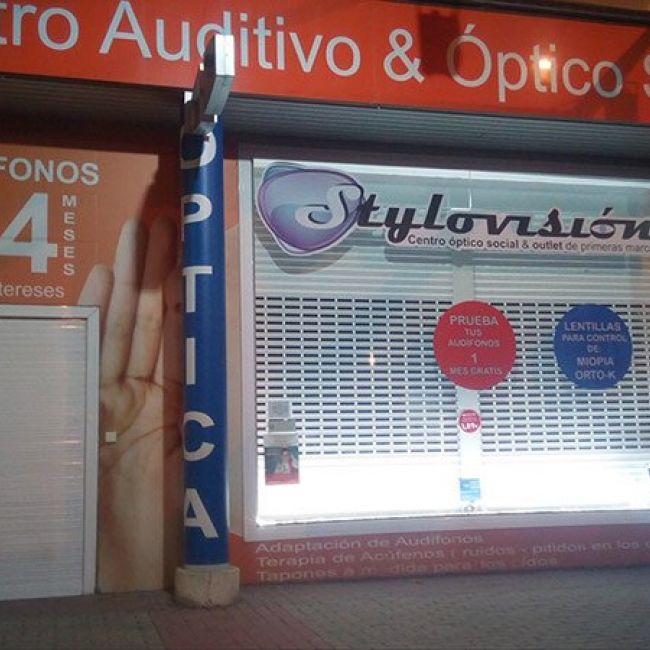 tro Auditivo & Óptico S
FONOS
4 MESES
tereses
OPTICA
Stylovisión
Centro óptico social & outlet de primeras marc
PRUEBA
TUS
AUDÍFONOS
1
MES GRATIS
LENTILLAS
PARA CONTROL
DE
MIOPIA
ORTO-K
Adaptación de Audífonos
Terapia de Acúfenos ( ruidos - pitidos en los
Tapones a medida para los oídos